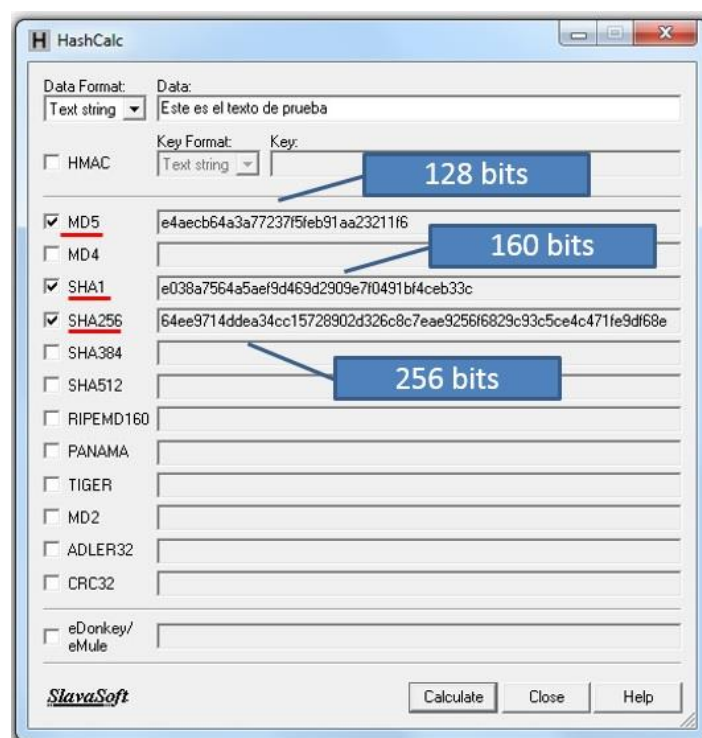 HashCalc
Data Format: Data:
Text string Este es el texto de prueba
Key Format: Key:
HMAC Text string
128 bits
MD5 e4aecb64a3a77237f5feb91aa23211f6
MD4
160 bits
SHA1 e038a7564a5aef9d469d2909e7f0491bf4ceb33c
SHA256 64ee9714ddea34cc15728902d326c8c7eae9256f6829c93c5ce4c471fe9df68e
SHA384
256 bits
SHA512
RIPEMD160
PANAMA
TIGER
MD2
ADLER32
CRC32
eDonkey/
eMule
SlavaSoft Calculate Close Help